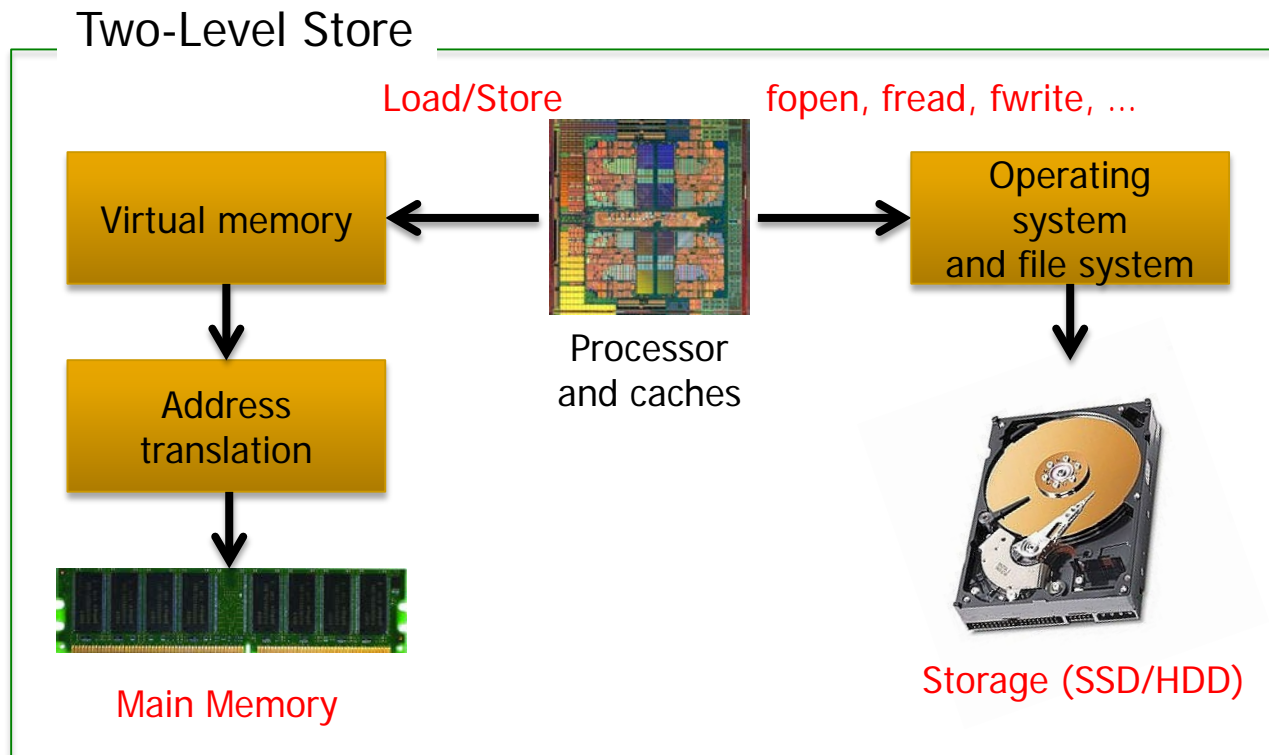 Two-Level Store
Load/Store
fopen, fread, fwrite, …
Virtual memory
Operating
system
and file system
Processor
and caches
Address
translation
Main Memory
Storage (SSD/HDD)